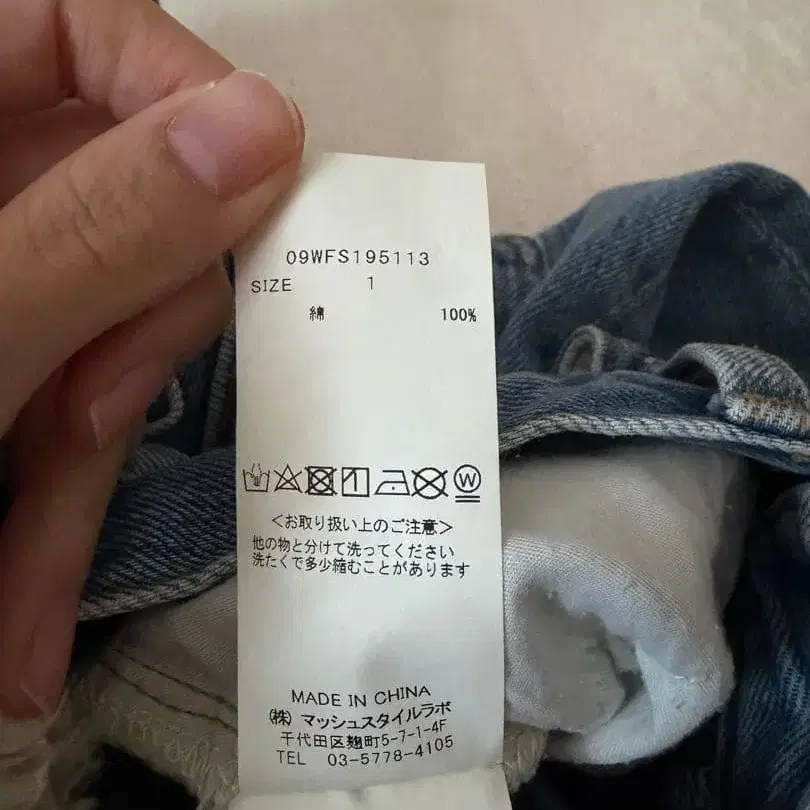 09WFS195113
SIZE 1
綿 100%
W
<お取り扱い上のご注意>
他の物と分けて洗ってください
洗たくで多少縮むことがあります
MADE IN CHINA
(株) マッシュスタイルラボ
千代田区麹町5-7-1-4F
TEL 03-5778-4105